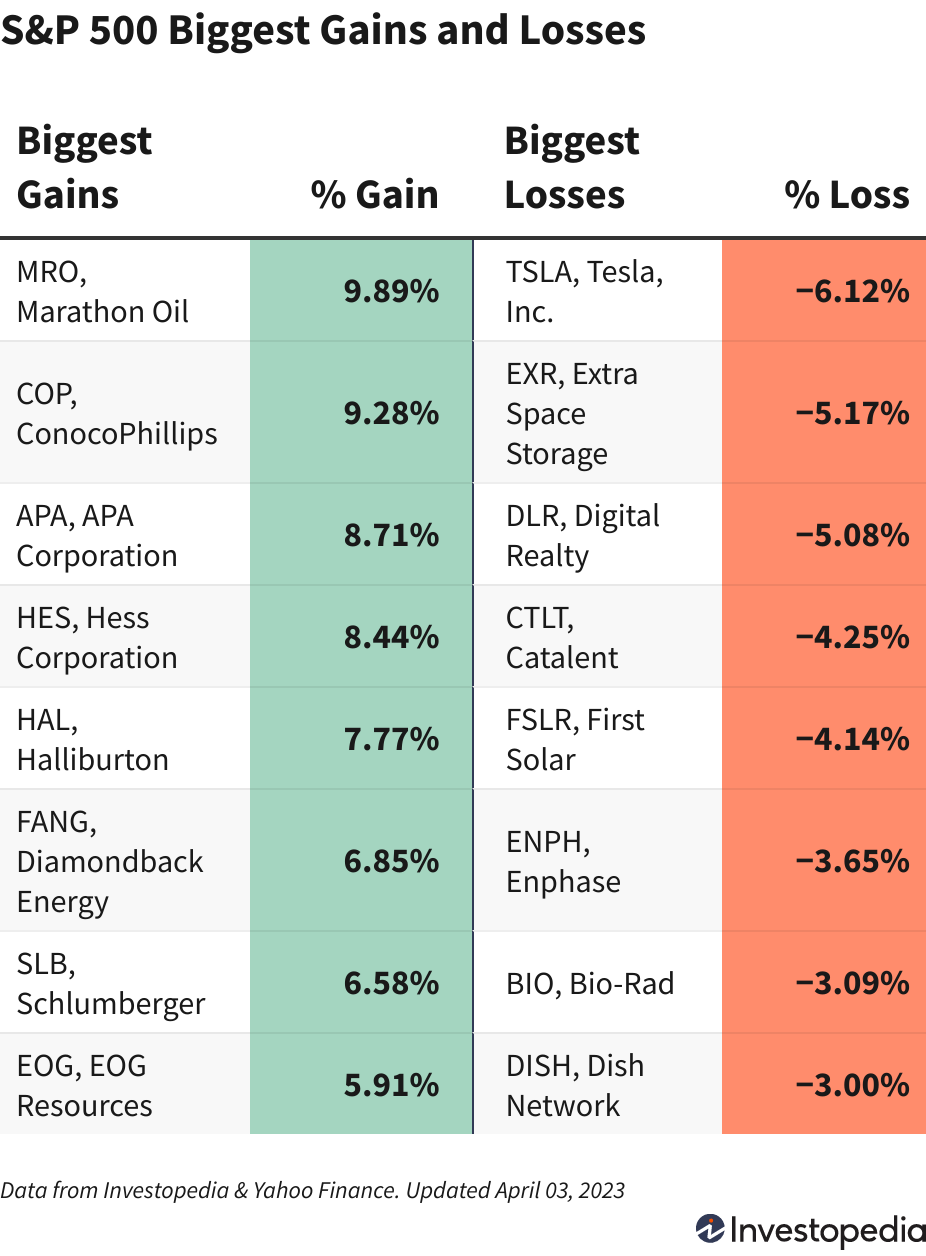 S&P 500 Biggest Gains and Losses
Biggest
Gains
% Gain
Biggest
Losses
% Loss
MRO,
Marathon Oil
9.89%
TSLA, Tesla,
Inc.
−6.12%
COP,
ConocoPhillips
9.28%
EXR, Extra
Space
Storage
−5.17%
APA, APA
Corporation
8.71%
DLR, Digital
Realty
−5.08%
HES, Hess
Corporation
8.44%
CTLT,
Catalent
−4.25%
HAL,
Halliburton
7.77%
FSLR, First
Solar
−4.14%
FANG,
Diamondback
Energy
6.85%
ENPH,
Enphase
−3.65%
SLB,
Schlumberger
6.58%
BIO, Bio-Rad
−3.09%
EOG, EOG
Resources
5.91%
DISH, Dish
Network
−3.00%
Data from Investopedia & Yahoo Finance. Updated April 03, 2023
Investopedia